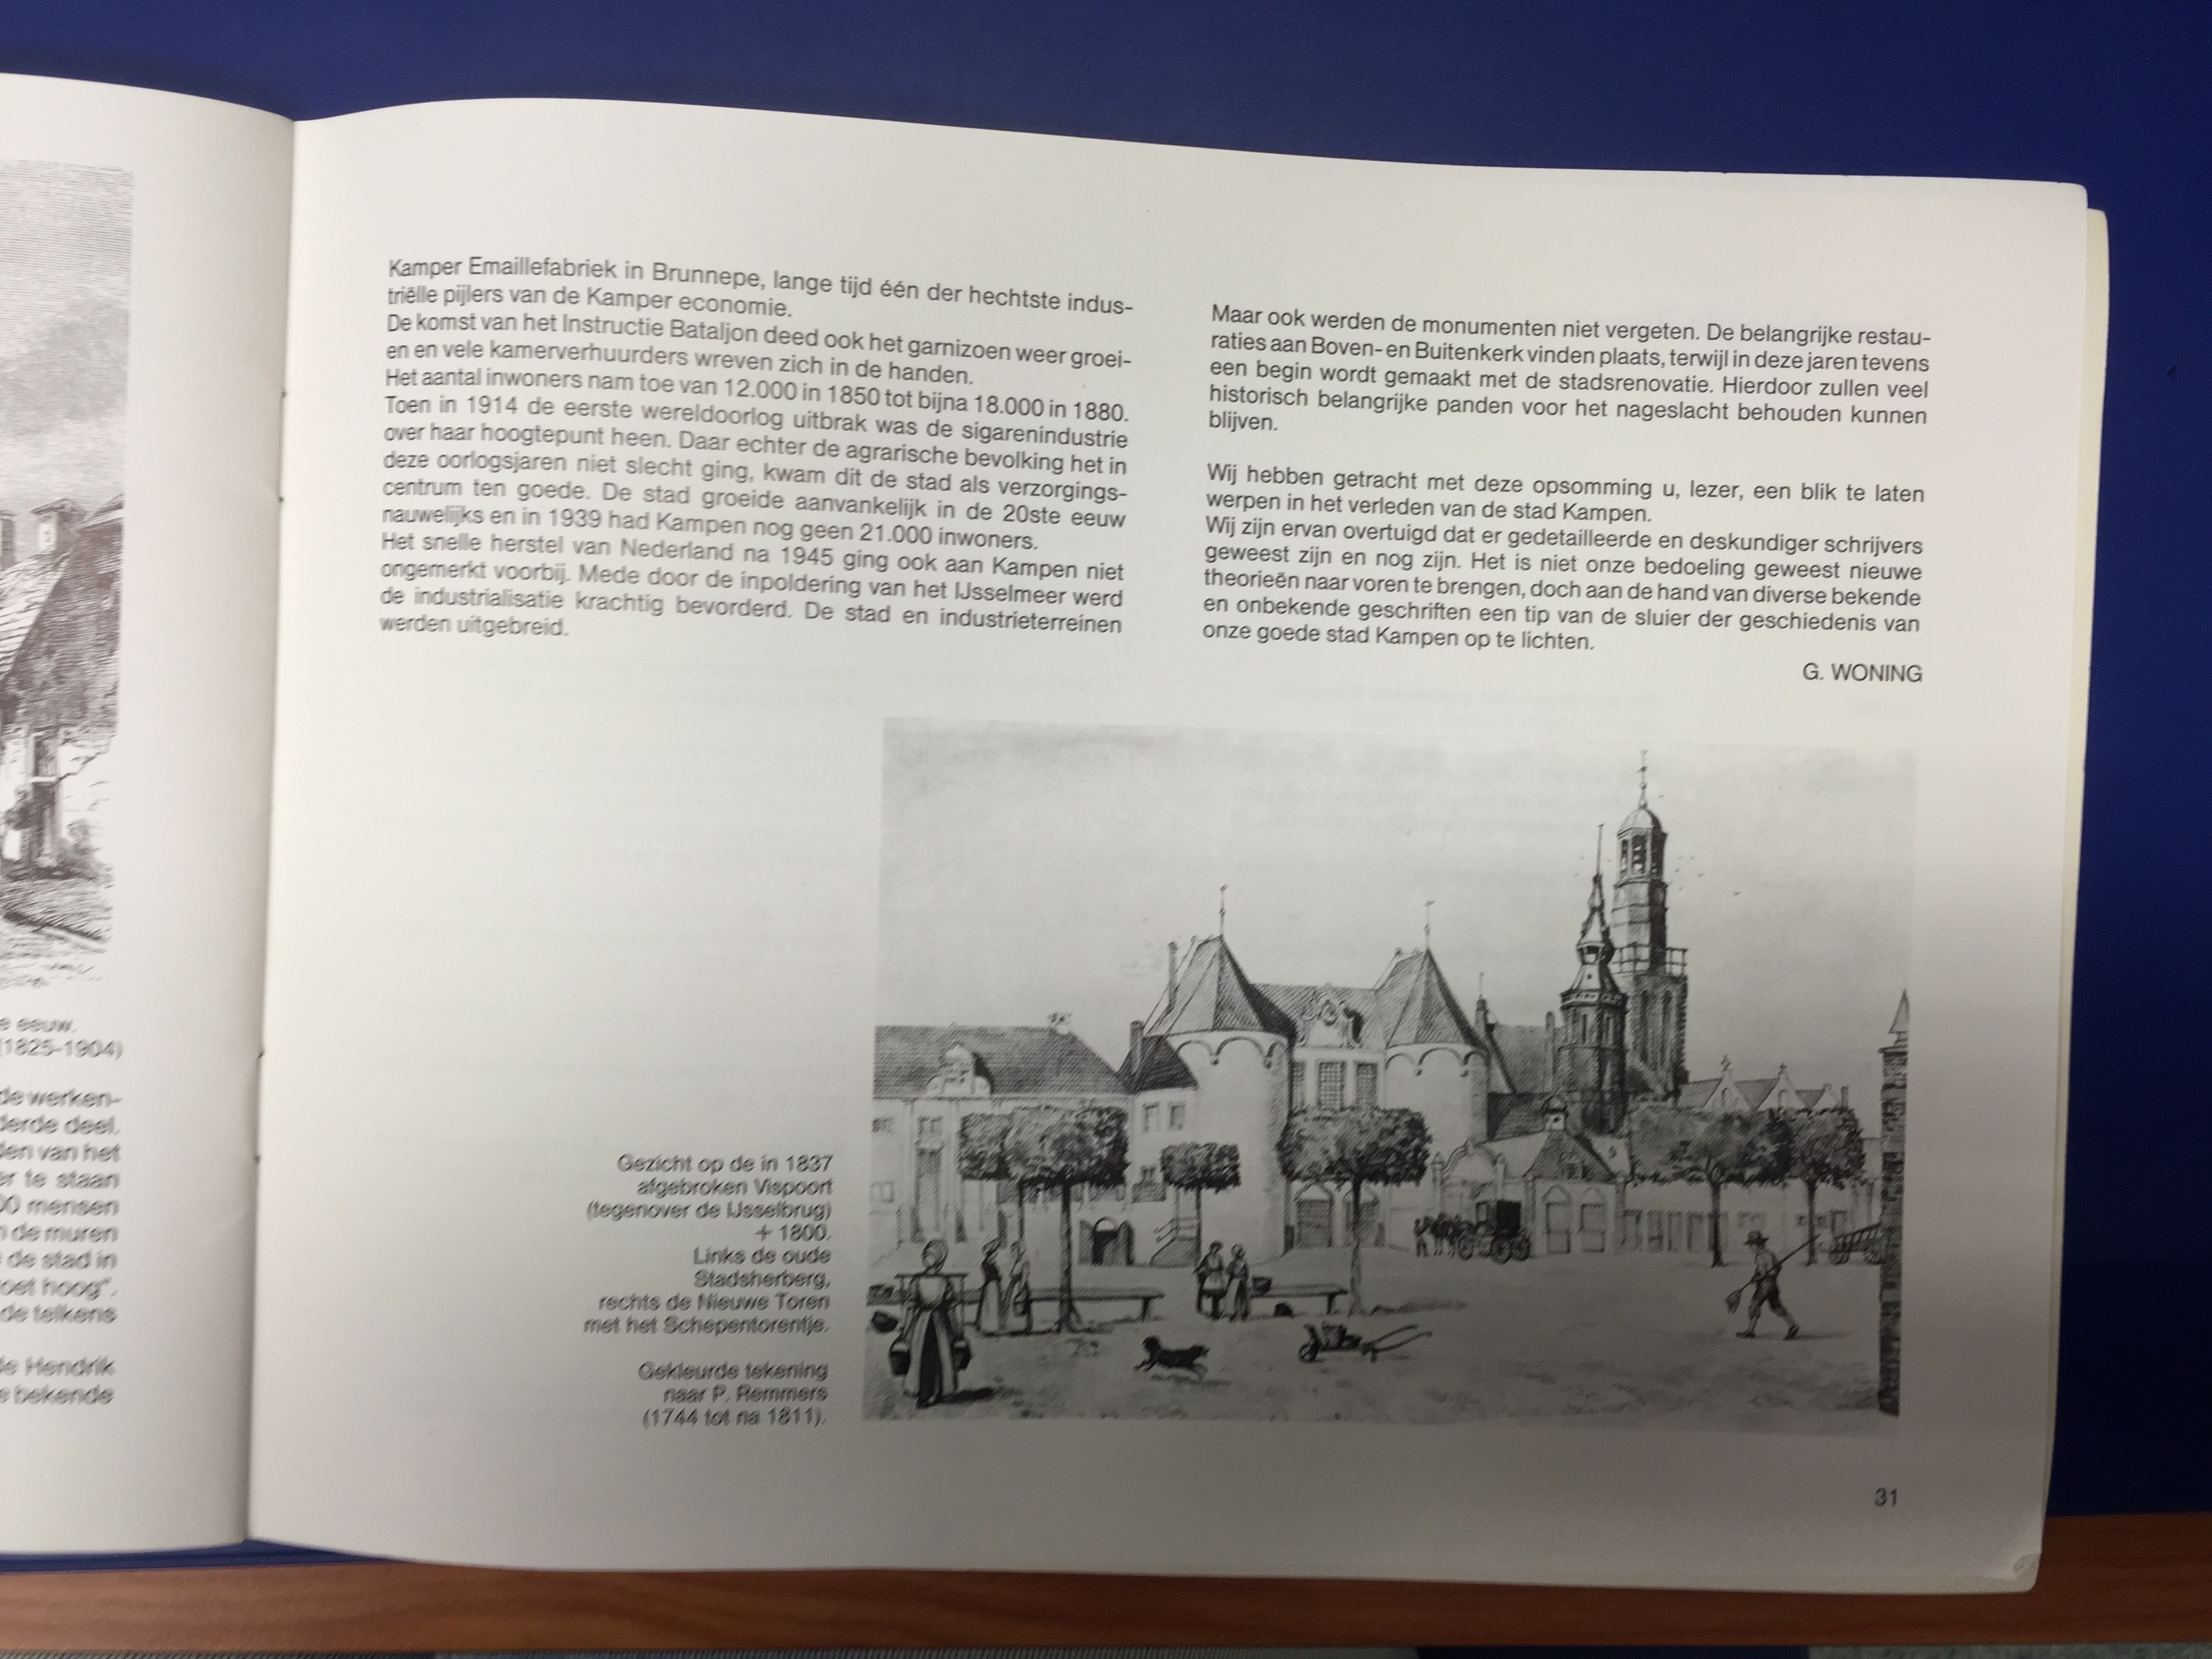 e eeuw.
(1825-1904)
de werken-
derde deel.
den van het
er te staan
00 mensen
n de muren
de stad in
oet hoog".
de telkens
de Hendrik
e bekende
Kamper Emaillefabriek in Brunnepe, lange tijd één der hechtste indus-
triële pijlers van de Kamper economie.
De komst van het Instructie Bataljon deed ook het garnizoen weer groei-
en en vele kamerverhuurders wreven zich in de handen.
Het aantal inwoners nam toe van 12.000 in 1850 tot bijna 18.000 in 1880.
Toen in 1914 de eerste wereldoorlog uitbrak was de sigarenindustrie
over haar hoogtepunt heen. Daar echter de agrarische bevolking het in
deze oorlogsjaren niet slecht ging, kwam dit de stad als verzorgings-
centrum ten goede. De stad groeide aanvankelijk in de 20ste eeuw
nauwelijks en in 1939 had Kampen nog geen 21.000 inwoners.
Het snelle herstel van Nederland na 1945 ging ook aan Kampen niet
ongemerkt voorbij. Mede door de inpoldering van het IJsselmeer werd
de industrialisatie krachtig bevorderd. De stad en industrieterreinen
werden uitgebreid.
Maar ook werden de monumenten niet vergeten. De belangrijke restau-
raties aan Boven- en Buitenkerk vinden plaats, terwijl in deze jaren tevens
een begin wordt gemaakt met de stadsrenovatie. Hierdoor zullen veel
historisch belangrijke panden voor het nageslacht behouden kunnen
blijven.
Wij hebben getracht met deze opsomming u, lezer, een blik te laten
werpen in het verleden van de stad Kampen.
Wij zijn ervan overtuigd dat er gedetailleerde en deskundiger schrijvers
geweest zijn en nog zijn. Het is niet onze bedoeling geweest nieuwe
theorieën naar voren te brengen, doch aan de hand van diverse bekende
en onbekende geschriften een tip van de sluier der geschiedenis van
onze goede stad Kampen op te lichten.
G. WONING
Gezicht op de in 1837
afgebroken Vispoort
(tegenover de IJsselbrug)
+ 1800.
Links de oude
Stadsherberg,
rechts de Nieuwe Toren
met het Schepentorentje.
Gekleurde tekening
naar P. Remmers
(1744 tot na 1811).
31